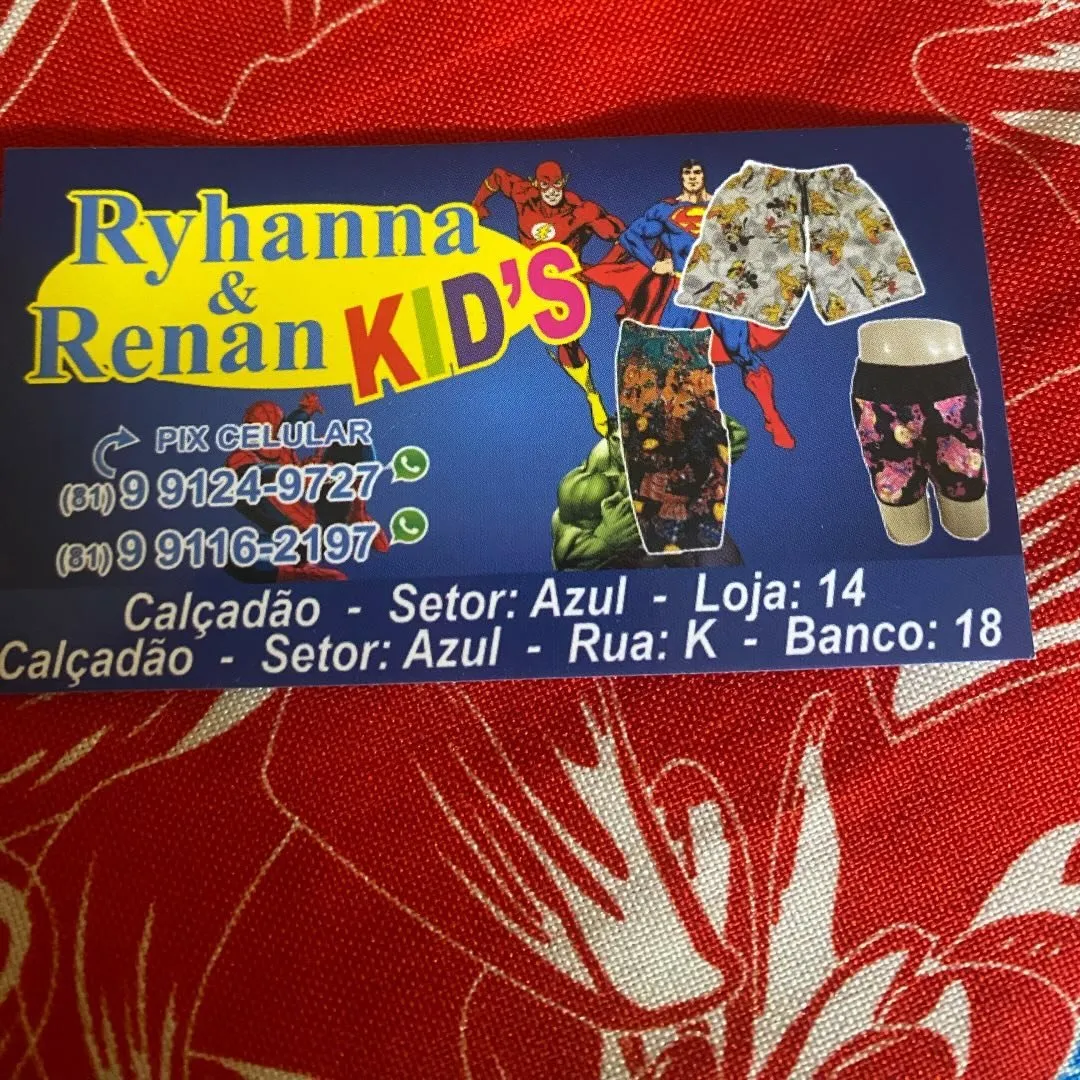 Ryhanna
&
Renan KID'S
PIX CELULAR
(81) 9 9124-9727
(81) 9 9116-2197
Calçadão - Setor: Azul - Loja: 14
Calçadão - Setor: Azul - Rua: K - Banco: 18